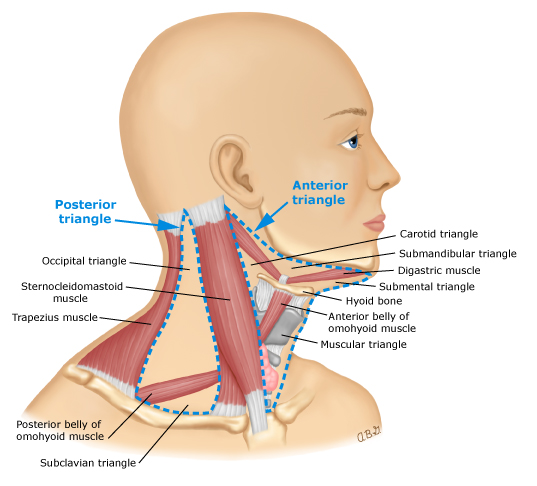 Anterior
triangle
Posterior
triangle
Carotid triangle
Submandibular triangle
Occipital triangle
Digastric muscle
Sternocleidomastoid
muscle
Submental triangle
Hyoid bone
Trapezius muscle
Anterior belly of
omohyoid muscle
Muscular triangle
Posterior belly of
omohyoid muscle
Subclavian triangle